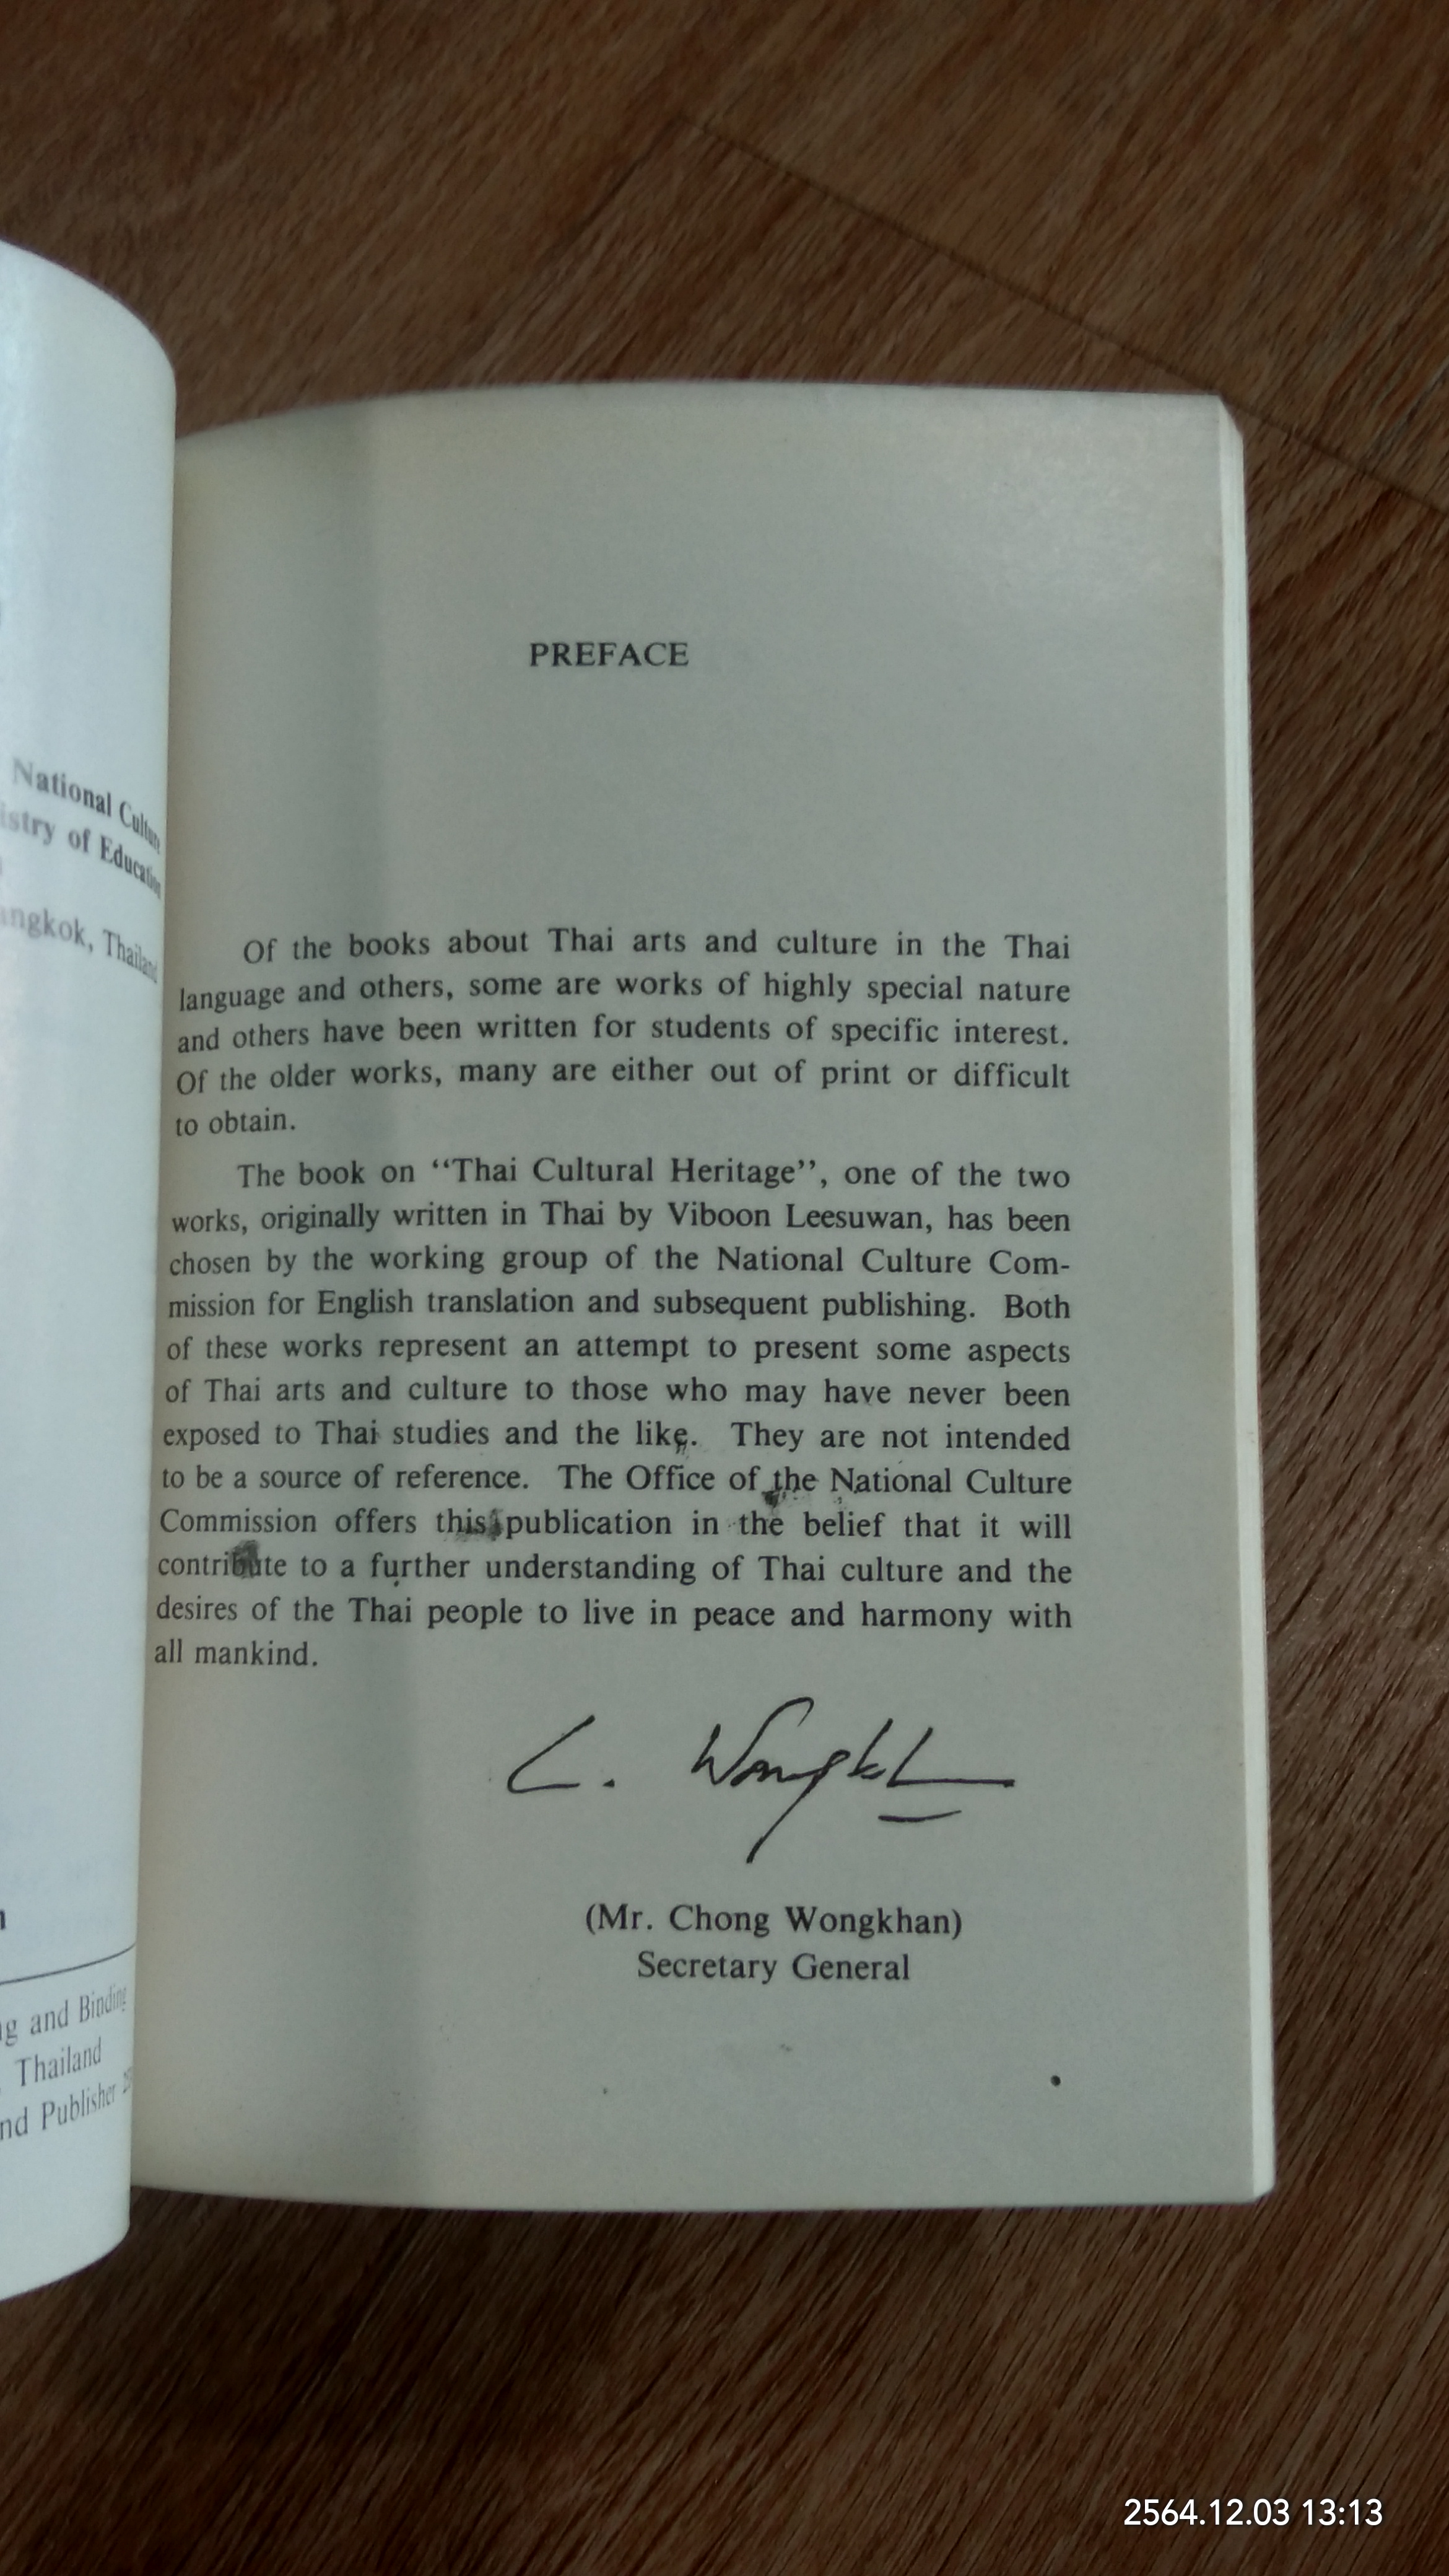 National Culture
istry of Education
angkok, Thailand
g and Binding
Thailand
nd Publisher
PREFACE
Of the books about Thai arts and culture in the Thai
language and others, some are works of highly special nature
and others have been written for students of specific interest.
Of the older works, many are either out of print or difficult
to obtain.
The book on “Thai Cultural Heritage”, one of the two
works, originally written in Thai by Viboon Leesuwan, has been
chosen by the working group of the National Culture Com-
mission for English translation and subsequent publishing. Both
of these works represent an attempt to present some aspects
of Thai arts and culture to those who may have never been
exposed to Thai studies and the like. They are not intended
to be a source of reference. The Office of the National Culture
Commission offers this publication in the belief that it will
contribute to a further understanding of Thai culture and the
desires of the Thai people to live in peace and harmony with
all mankind.
C. Wongkh
(Mr. Chong Wongkhan)
Secretary General
2564.12.03 13:13